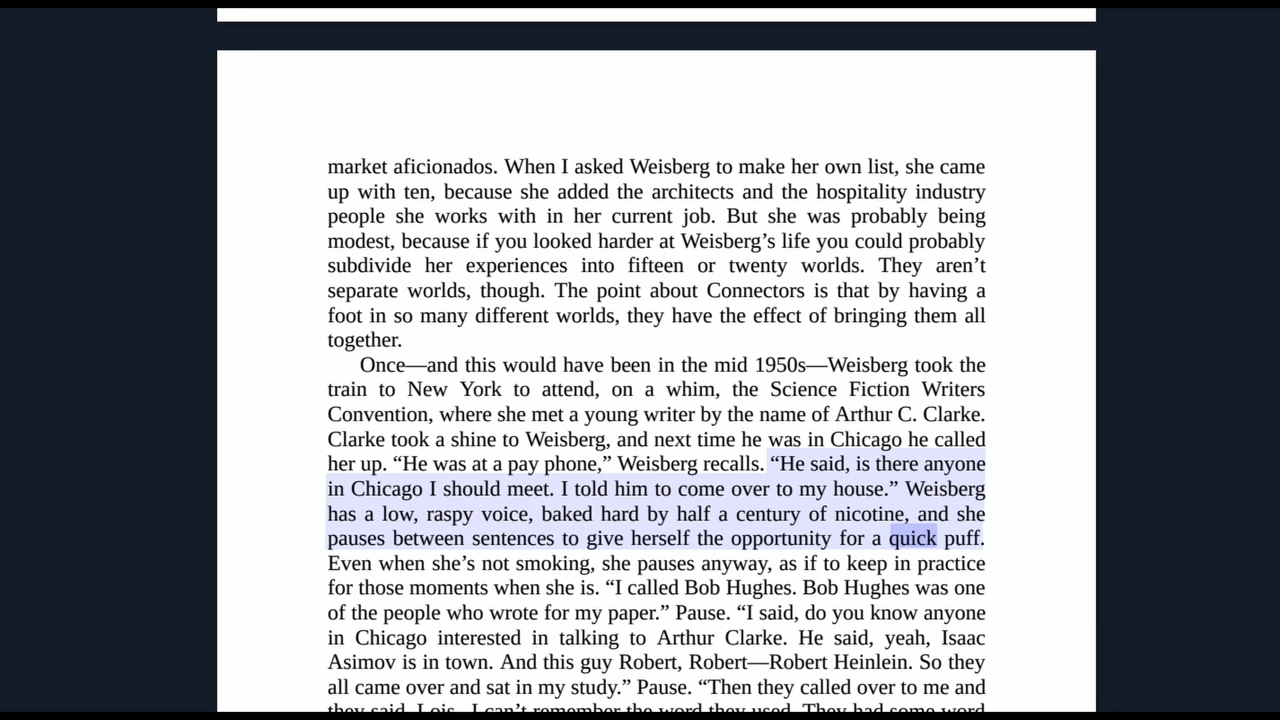 market aficionados. When I asked Weisberg to make her own list, she came
up with ten, because she added the architects and the hospitality industry
people she works with in her current job. But she was probably being
modest, because if you looked harder at Weisberg’s life you could probably
subdivide her experiences into fifteen or twenty worlds. They aren’t
separate worlds, though. The point about Connectors is that by having a
foot in so many different worlds, they have the effect of bringing them all
together.
Once—and this would have been in the mid 1950s—Weisberg took the
train to New York to attend, on a whim, the Science Fiction Writers
Convention, where she met a young writer by the name of Arthur C. Clarke.
Clarke took a shine to Weisberg, and next time he was in Chicago he called
her up. “He was at a pay phone,” Weisberg recalls. “He said, is there anyone
in Chicago I should meet. I told him to come over to my house.” Weisberg
has a low, raspy voice, baked hard by half a century of nicotine, and she
pauses between sentences to give herself the opportunity for a quick puff.
Even when she’s not smoking, she pauses anyway, as if to keep in practice
for those moments when she is. “I called Bob Hughes. Bob Hughes was one
of the people who wrote for my paper.” Pause. “I said, do you know anyone
in Chicago interested in talking to Arthur Clarke. He said, yeah, Isaac
Asimov is in town. And this guy Robert, Robert—Robert Heinlein. So they
all came over and sat in my study.” Pause. “Then they called over to me and
they said, Lois. I can’t remember the word they used. They had some word